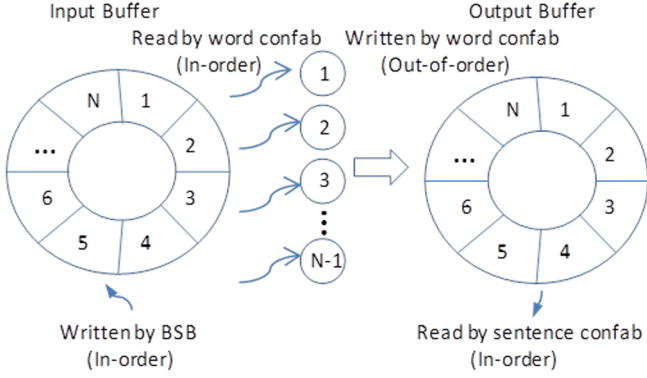 Input Buffer
Output Buffer
Read by word confab
(In-order)
Written by word confab
(Out-of-order)
N
1
2
3
4
5
6
...
1
2
3
⋮
N-1
N
1
2
3
4
5
6
...
Written by BSB
(In-order)
Read by sentence confab
(In-order)